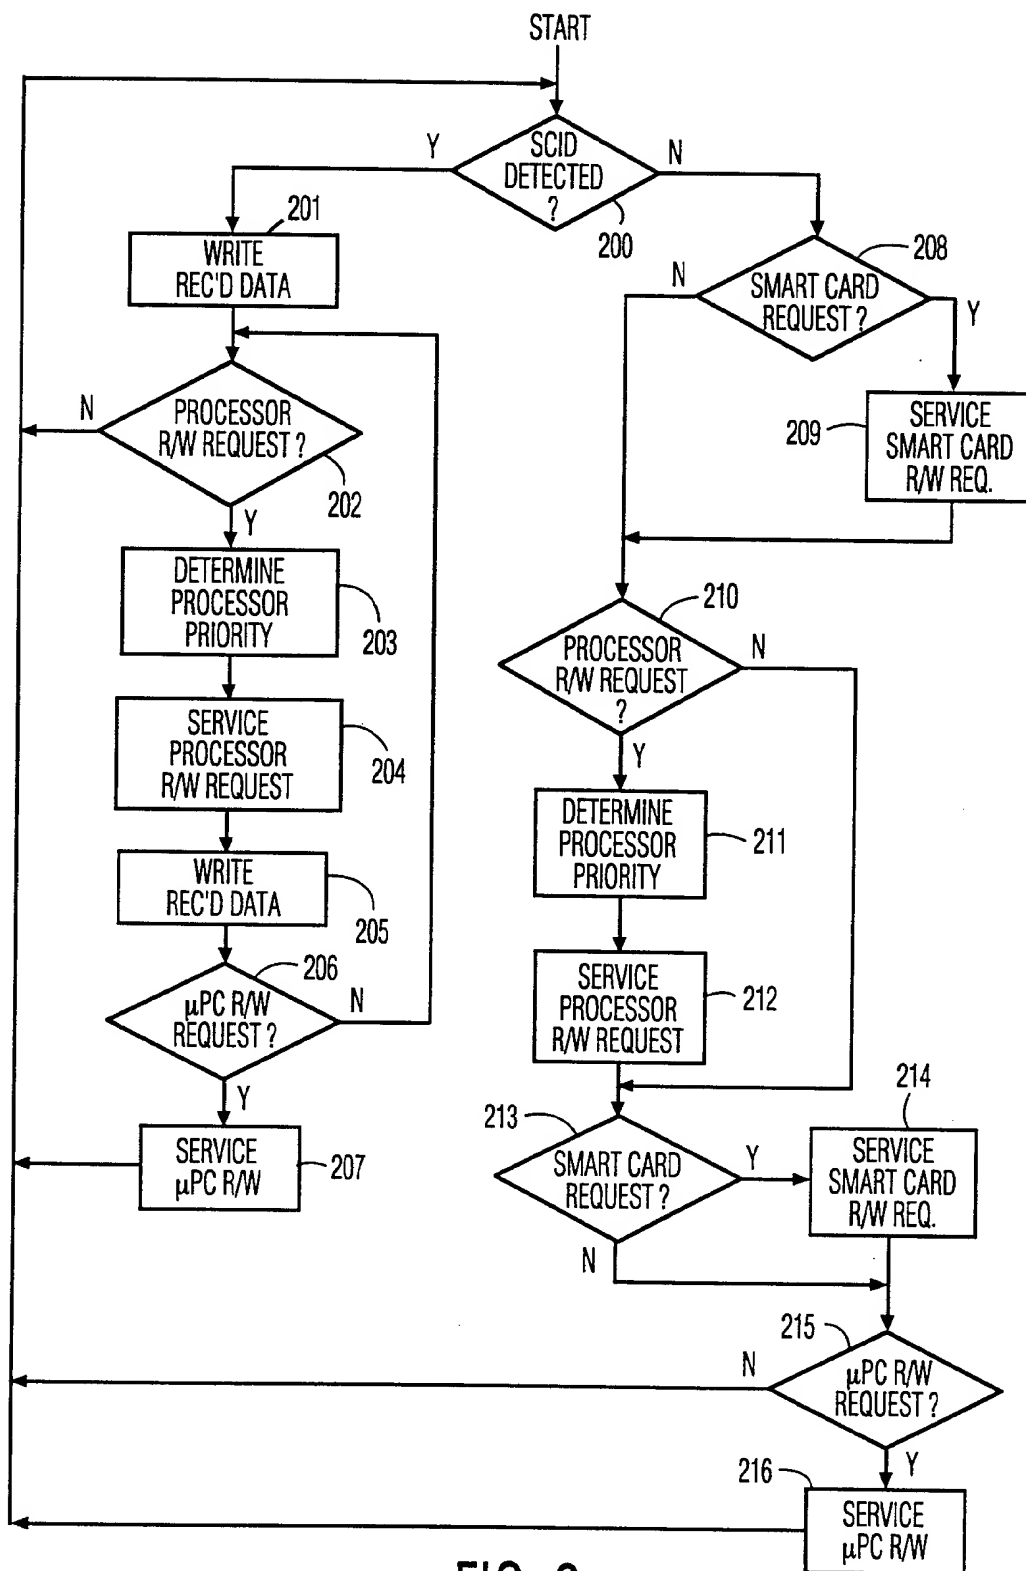 START
SCID
DETECTED
?
Y
N
200
201
WRITE
REC'D DATA
208
SMART CARD
REQUEST ?
N
Y
PROCESSOR
R/W REQUEST ?
N
202
Y
209
SERVICE
SMART CARD
R/W REQ.
DETERMINE
PROCESSOR
PRIORITY
203
210
PROCESSOR
R/W REQUEST
?
N
Y
SERVICE
PROCESSOR
R/W REQUEST
204
DETERMINE
PROCESSOR
PRIORITY
211
WRITE
REC'D DATA
205
206
µPC R/W
REQUEST ?
N
Y
SERVICE
PROCESSOR
R/W REQUEST
212
SERVICE
µPC R/W
207
213
SMART CARD
REQUEST ?
Y
N
214
SERVICE
SMART CARD
R/W REQ.
215
µPC R/W
REQUEST ?
N
Y
216
SERVICE
µPC R/W